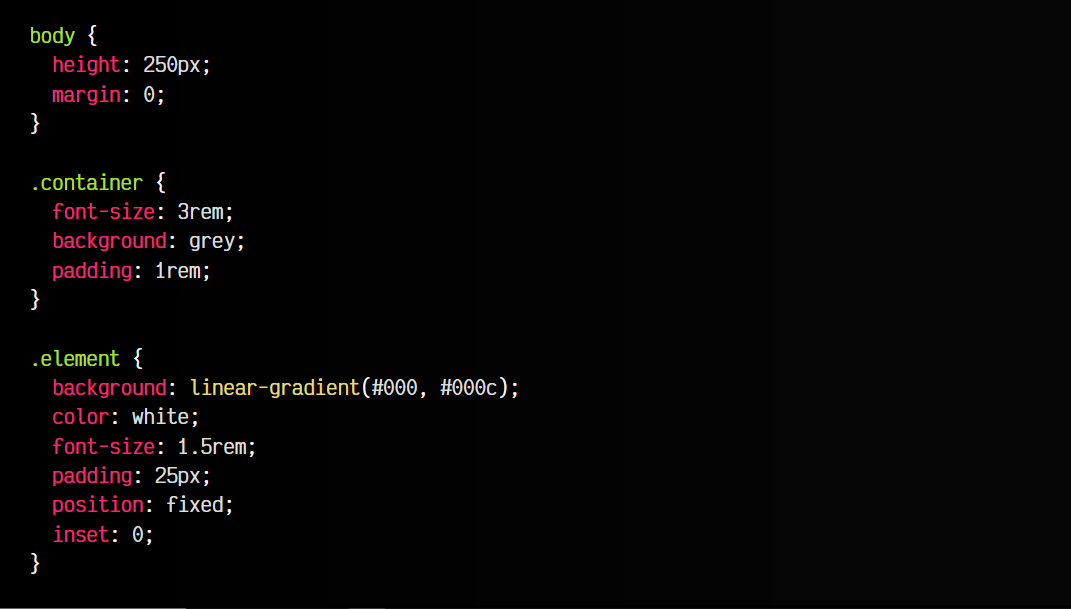 body {
  height: 250px;
  margin: 0;
}

.container {
  font-size: 3rem;
  background: grey;
  padding: 1rem;
}

.element {
  background: linear-gradient(#000, #000c);
  color: white;
  font-size: 1.5rem;
  padding: 25px;
  position: fixed;
  inset: 0;
}